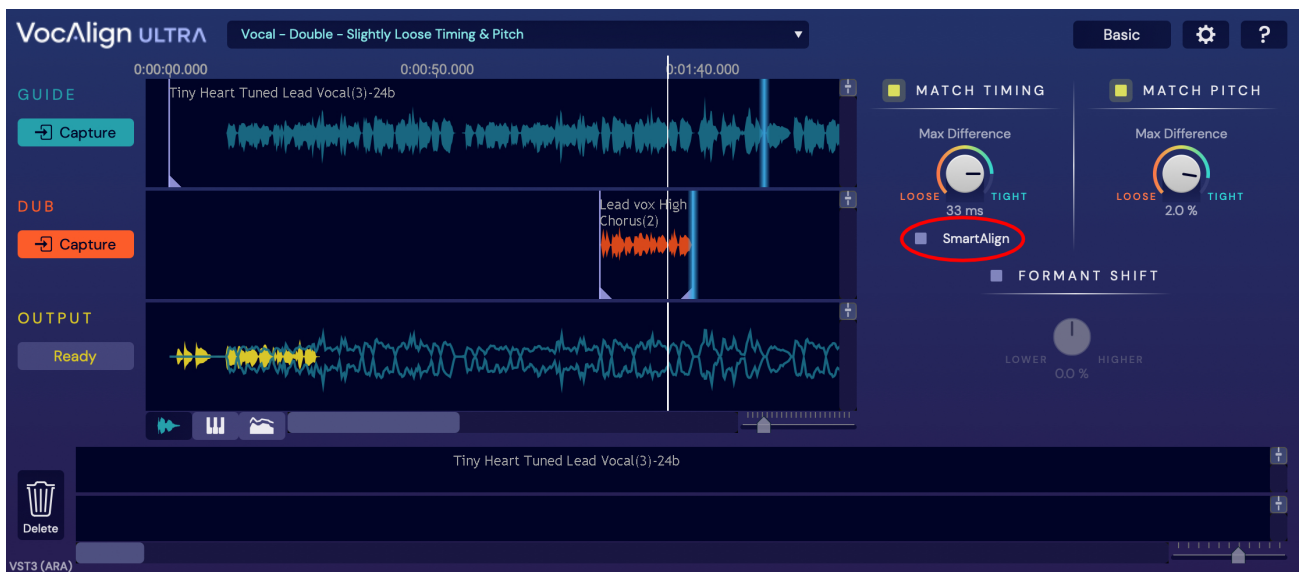 VocAlign ULTRA
Vocal - Double - Slightly Loose Timing & Pitch
Basic
?
0:00:00.000
0:00:50.000
0:01:40.000
GUIDE
Capture
Tiny Heart Tuned Lead Vocal(3)-24b
MATCH TIMING
MATCH PITCH
Max Difference
Max Difference
LOOSE
TIGHT
33 ms
LOOSE
TIGHT
2.0 %
SmartAlign
DUB
Capture
Lead vox High
Chorus(2)
FORMANT SHIFT
LOWER
HIGHER
0.0 %
OUTPUT
Ready
Tiny Heart Tuned Lead Vocal(3)-24b
Delete
VST3 (ARA)